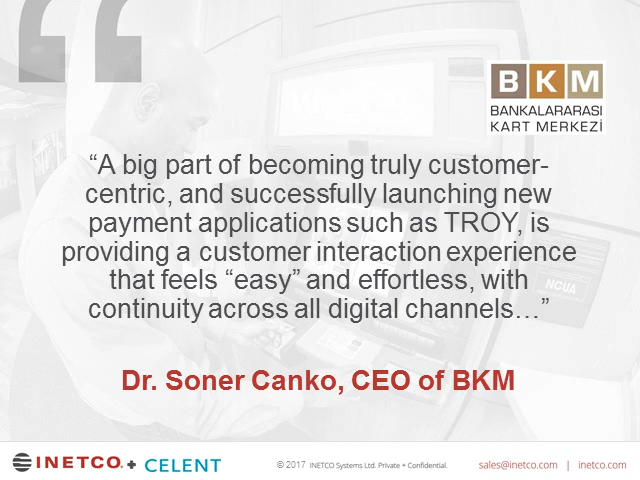 BKM
BANKALARARASI
KART MERKEZİ
“A big part of becoming truly customer-
centric, and successfully launching new
payment applications such as TROY, is
providing a customer interaction experience
that feels “easy” and effortless, with
continuity across all digital channels…”
Dr. Soner Canko, CEO of BKM
NCUA
INETCO + CELENT © 2017 INETCO Systems Ltd. Private + Confidential. sales@inetco.com | inetco.com